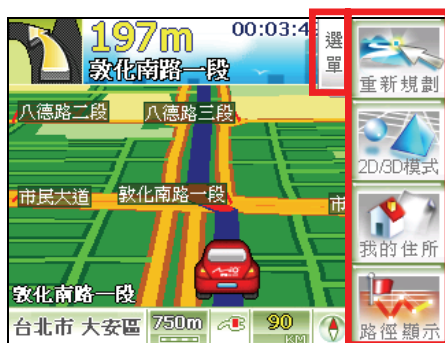 197m
00:03:4
敦化南路一段
選單
重新規劃
八德路二段
八德路三段
2D/3D模式
市民大道
敦化南路一段
市
我的住所
敦化南路一段
路徑顯示
台北市 大安區
750m
90
KM